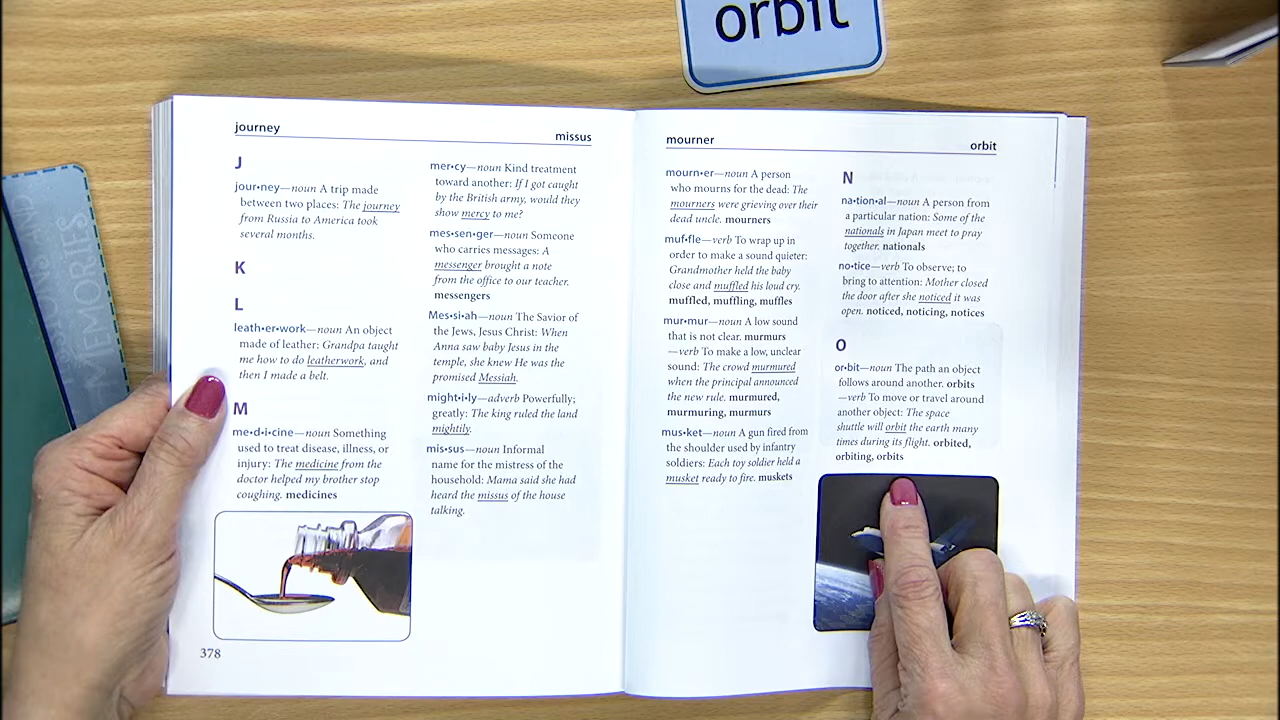 orbit
MEMORIES
journey
missus
J
jour•ney—noun A trip made
between two places: The journey
from Russia to America took
several months.
K
L
leath•er•work—noun An object
made of leather: Grandpa taught
me how to do leatherwork, and
then I made a belt.
M
me•d•i•cine—noun Something
used to treat disease, illness, or
injury: The medicine from the
doctor helped my brother stop
coughing. medicines
378
mer•cy—noun Kind treatment
toward another: If I got caught
by the British army, would they
show mercy to me?
mes•sen•ger—noun Someone
who carries messages: A
messenger brought a note
from the office to our teacher.
messengers
Mes•si•ah—noun The Savior of
the Jews, Jesus Christ: When
Anna saw baby Jesus in the
temple, she knew He was the
promised Messiah.
might•i•ly—adverb Powerfully;
greatly: The king ruled the land
mightily.
mis•sus—noun Informal
name for the mistress of the
household: Mama said she had
heard the missus of the house
talking.
mourner
orbit
mourn•er—noun A person
who mourns for the dead: The
mourners were grieving over their
dead uncle. mourners
muf•fle—verb To wrap up in
order to make a sound quieter:
Grandmother held the baby
close and muffled his loud cry.
muffled, muffling, muffles
mur•mur—noun A low sound
that is not clear. murmurs
—verb To make a low, unclear
sound: The crowd murmured
when the principal announced
the new rule. murmured,
murmuring, murmurs
mus•ket—noun A gun fired from
the shoulder used by infantry
soldiers: Each toy soldier held a
musket ready to fire. muskets
N
na•tion•al—noun A person from
a particular nation: Some of the
nationals in Japan meet to pray
together. nationals
no•tice—verb To observe; to
bring to attention: Mother closed
the door after she noticed it was
open. noticed, noticing, notices
O
or•bit—noun The path an object
follows around another. orbits
—verb To move or travel around
another object: The space
shuttle will orbit the earth many
times during its flight. orbited,
orbiting, orbits